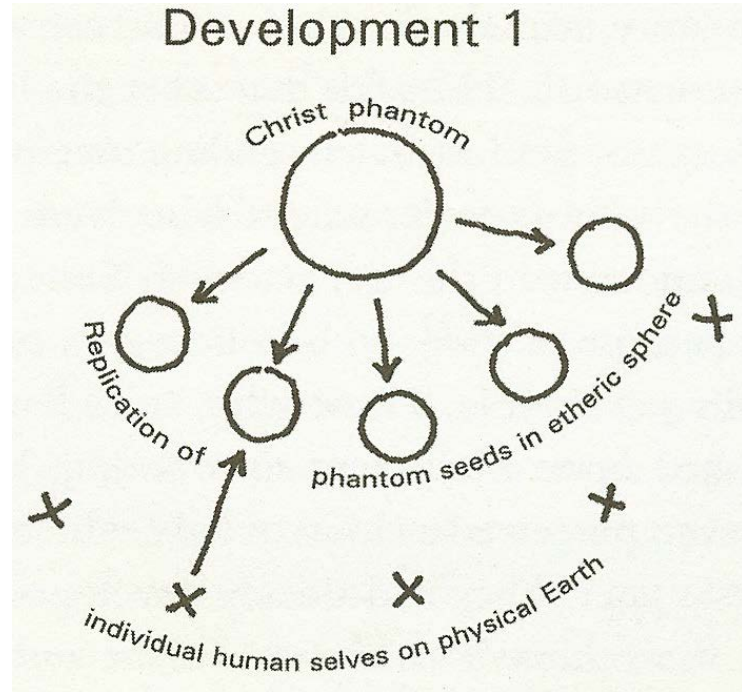 Development 1
Christ phantom
Replication of phantom seeds in etheric sphere
individual human selves on physical Earth